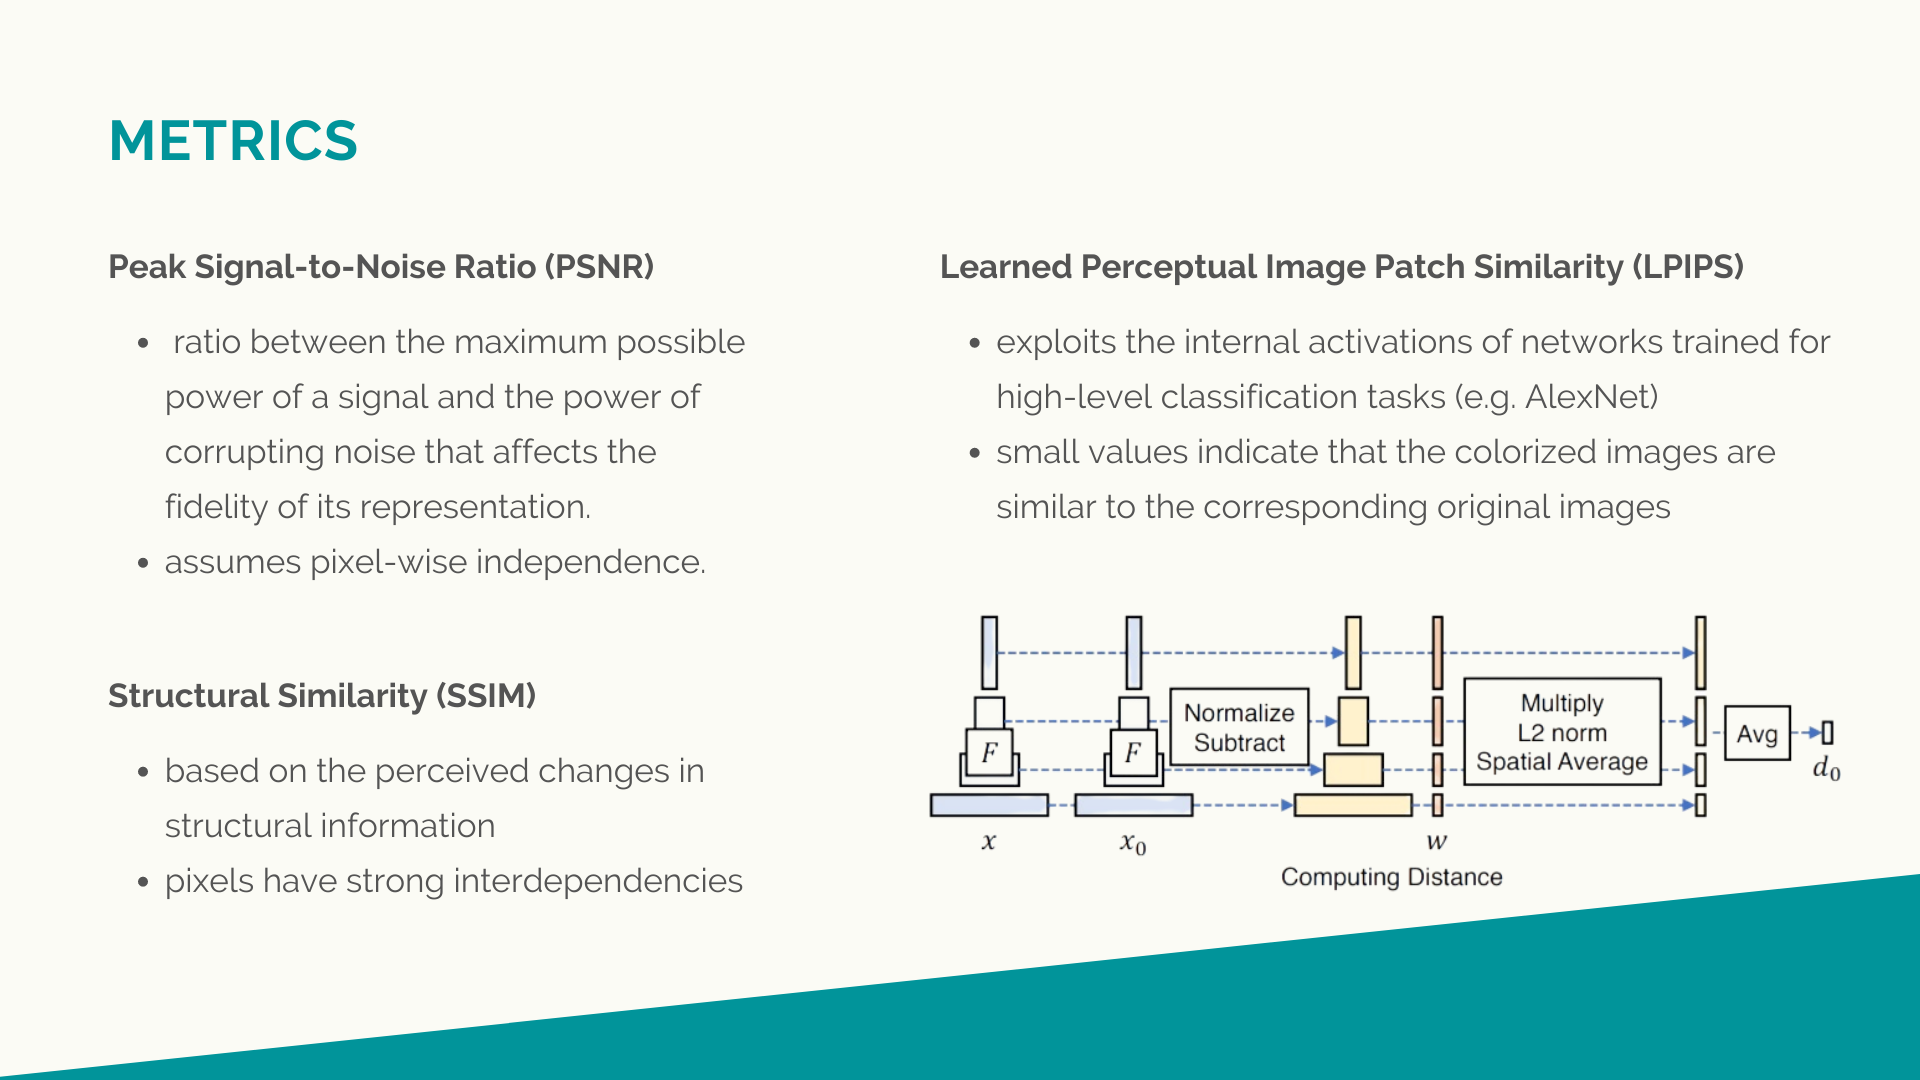 METRICS
Peak Signal-to-Noise Ratio (PSNR)
• ratio between the maximum possible
power of a signal and the power of
corrupting noise that affects the
fidelity of its representation.
• assumes pixel-wise independence.
Structural Similarity (SSIM)
• based on the perceived changes in
structural information
• pixels have strong interdependencies
Learned Perceptual Image Patch Similarity (LPIPS)
• exploits the internal activations of networks trained for
high-level classification tasks (e.g. AlexNet)
• small values indicate that the colorized images are
similar to the corresponding original images
F
F
Normalize
Subtract
Multiply
L2 norm
Spatial Average
Avg
d₀
x
x₀
w
Computing Distance